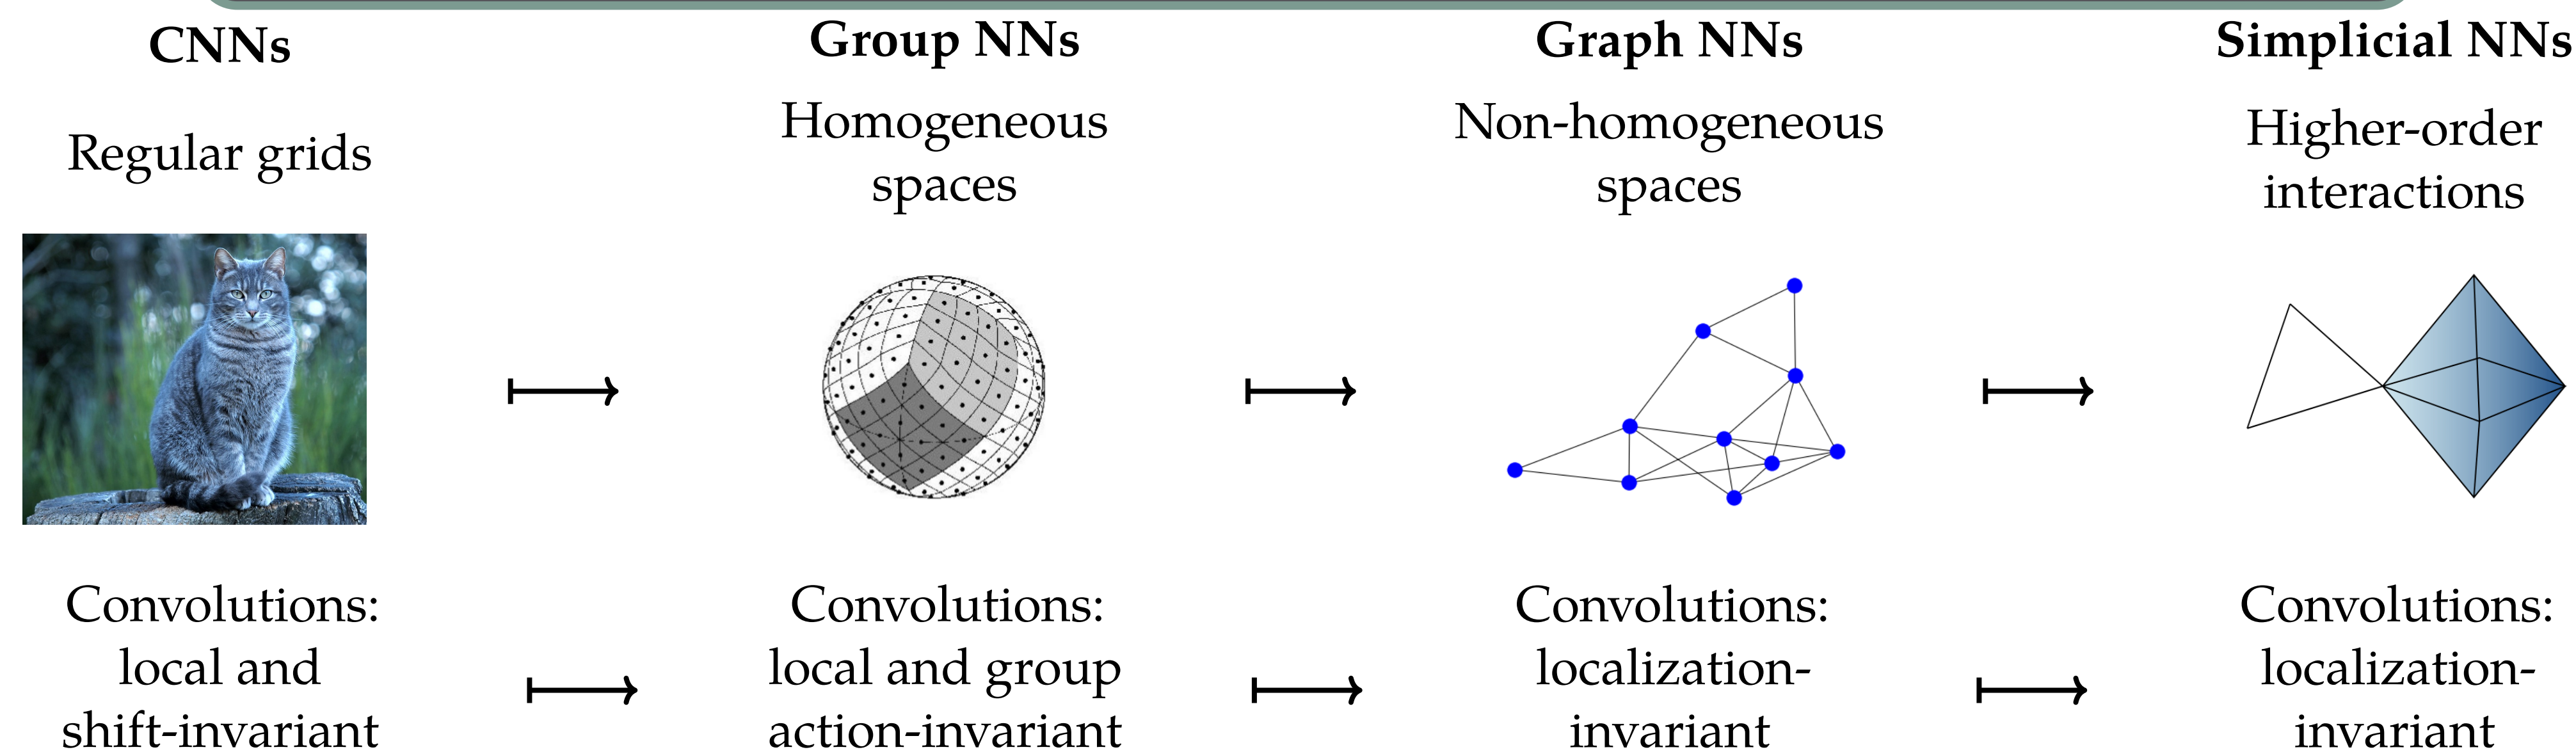 CNNs
Regular grids
Convolutions:
local and
shift-invariant
Group NNs
Homogeneous
spaces
Convolutions:
local and group
action-invariant
Graph NNs
Non-homogeneous
spaces
Convolutions:
localization-
invariant
Simplicial NNs
Higher-order
interactions
Convolutions:
localization-
invariant